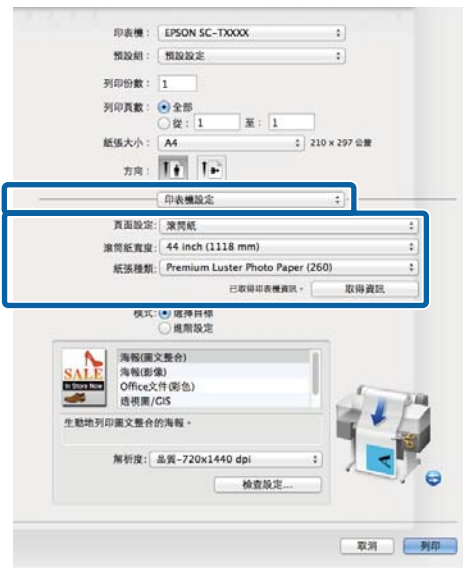 印表機： EPSON SC-TXXXX
預設組： 預設設定
列印份數： 1
列印頁數： 全部
從： 1 至： 1
紙張大小： A4 210 x 297 公釐
方向：
印表機設定
頁面設定: 滾筒紙
滾筒紙寬度: 44 inch (1118 mm)
紙張種類: Premium Luster Photo Paper (260)
已取得印表機資訊。 取得資訊
模式: 選擇目標
進階設定
SALE
In Store Now
海報(圖文整合)
海報(影像)
Office文件(彩色)
透視圖/GIS
生動地列印圖文整合的海報。
解析度: 品質-720x1440 dpi
檢查設定...
取消 列印